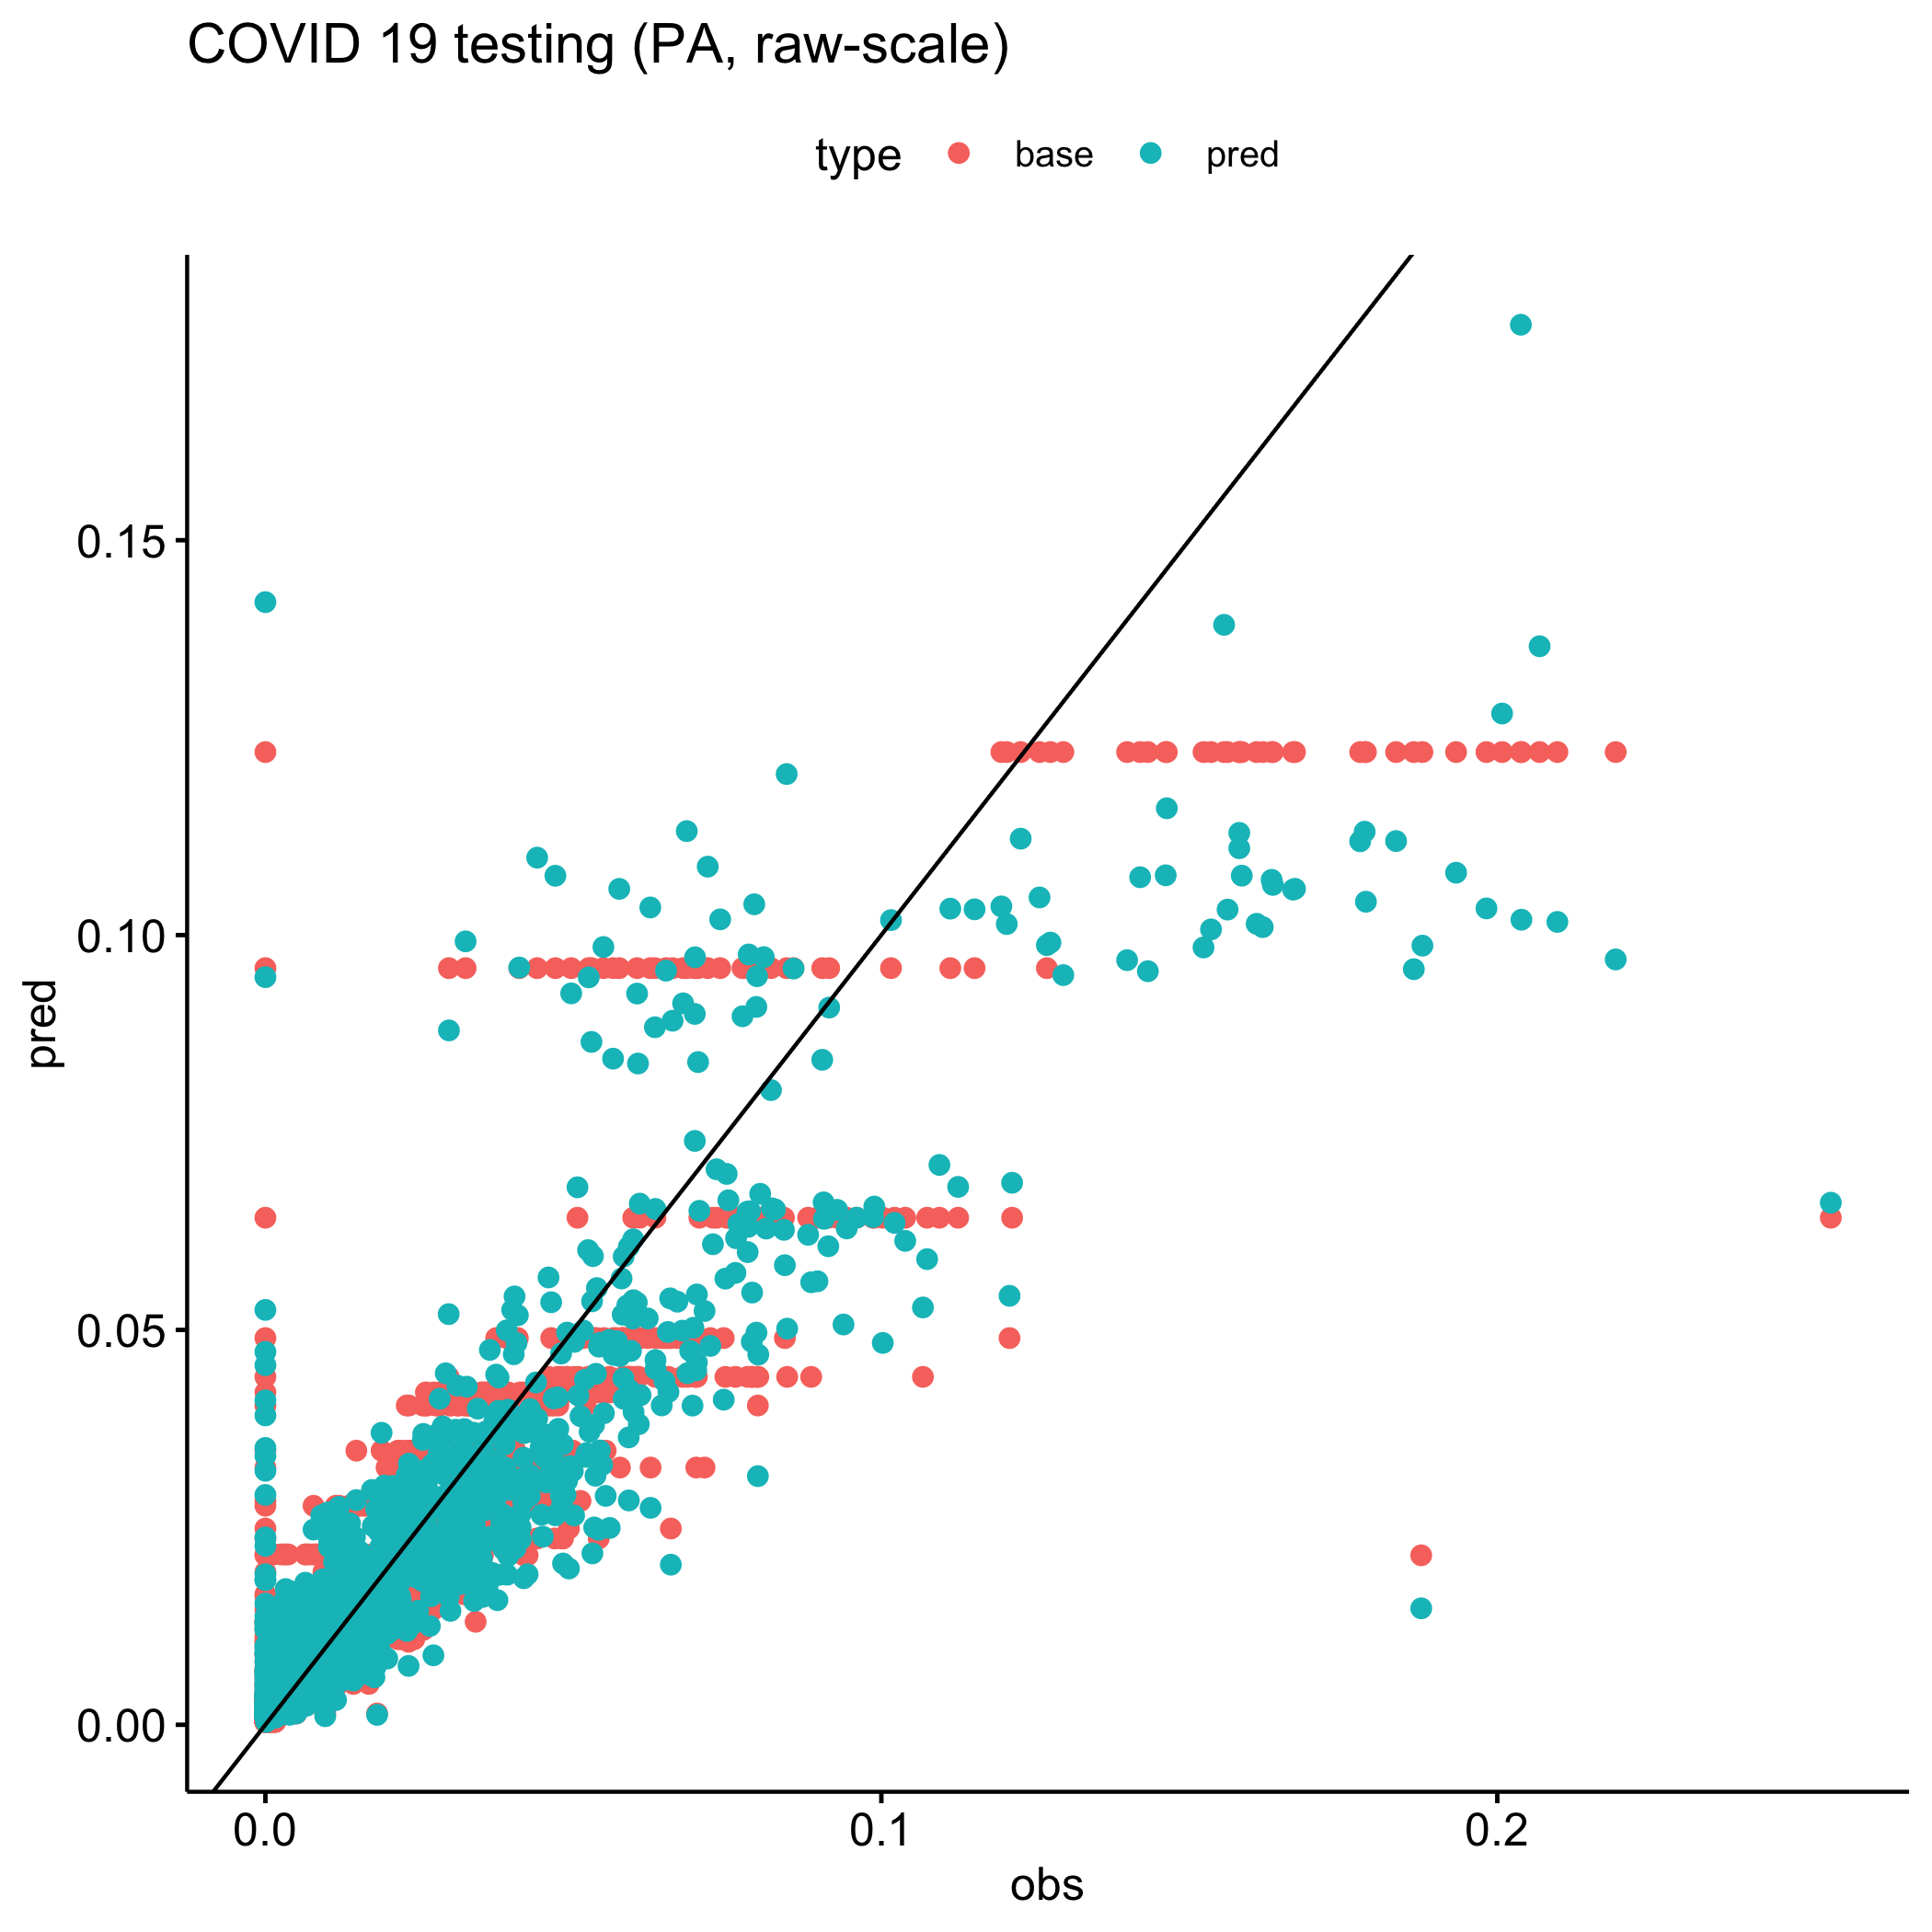 COVID 19 testing (PA, raw-scale)
type base pred
0.15
0.10
0.05
0.00
pred
0.0 0.1 0.2
obs